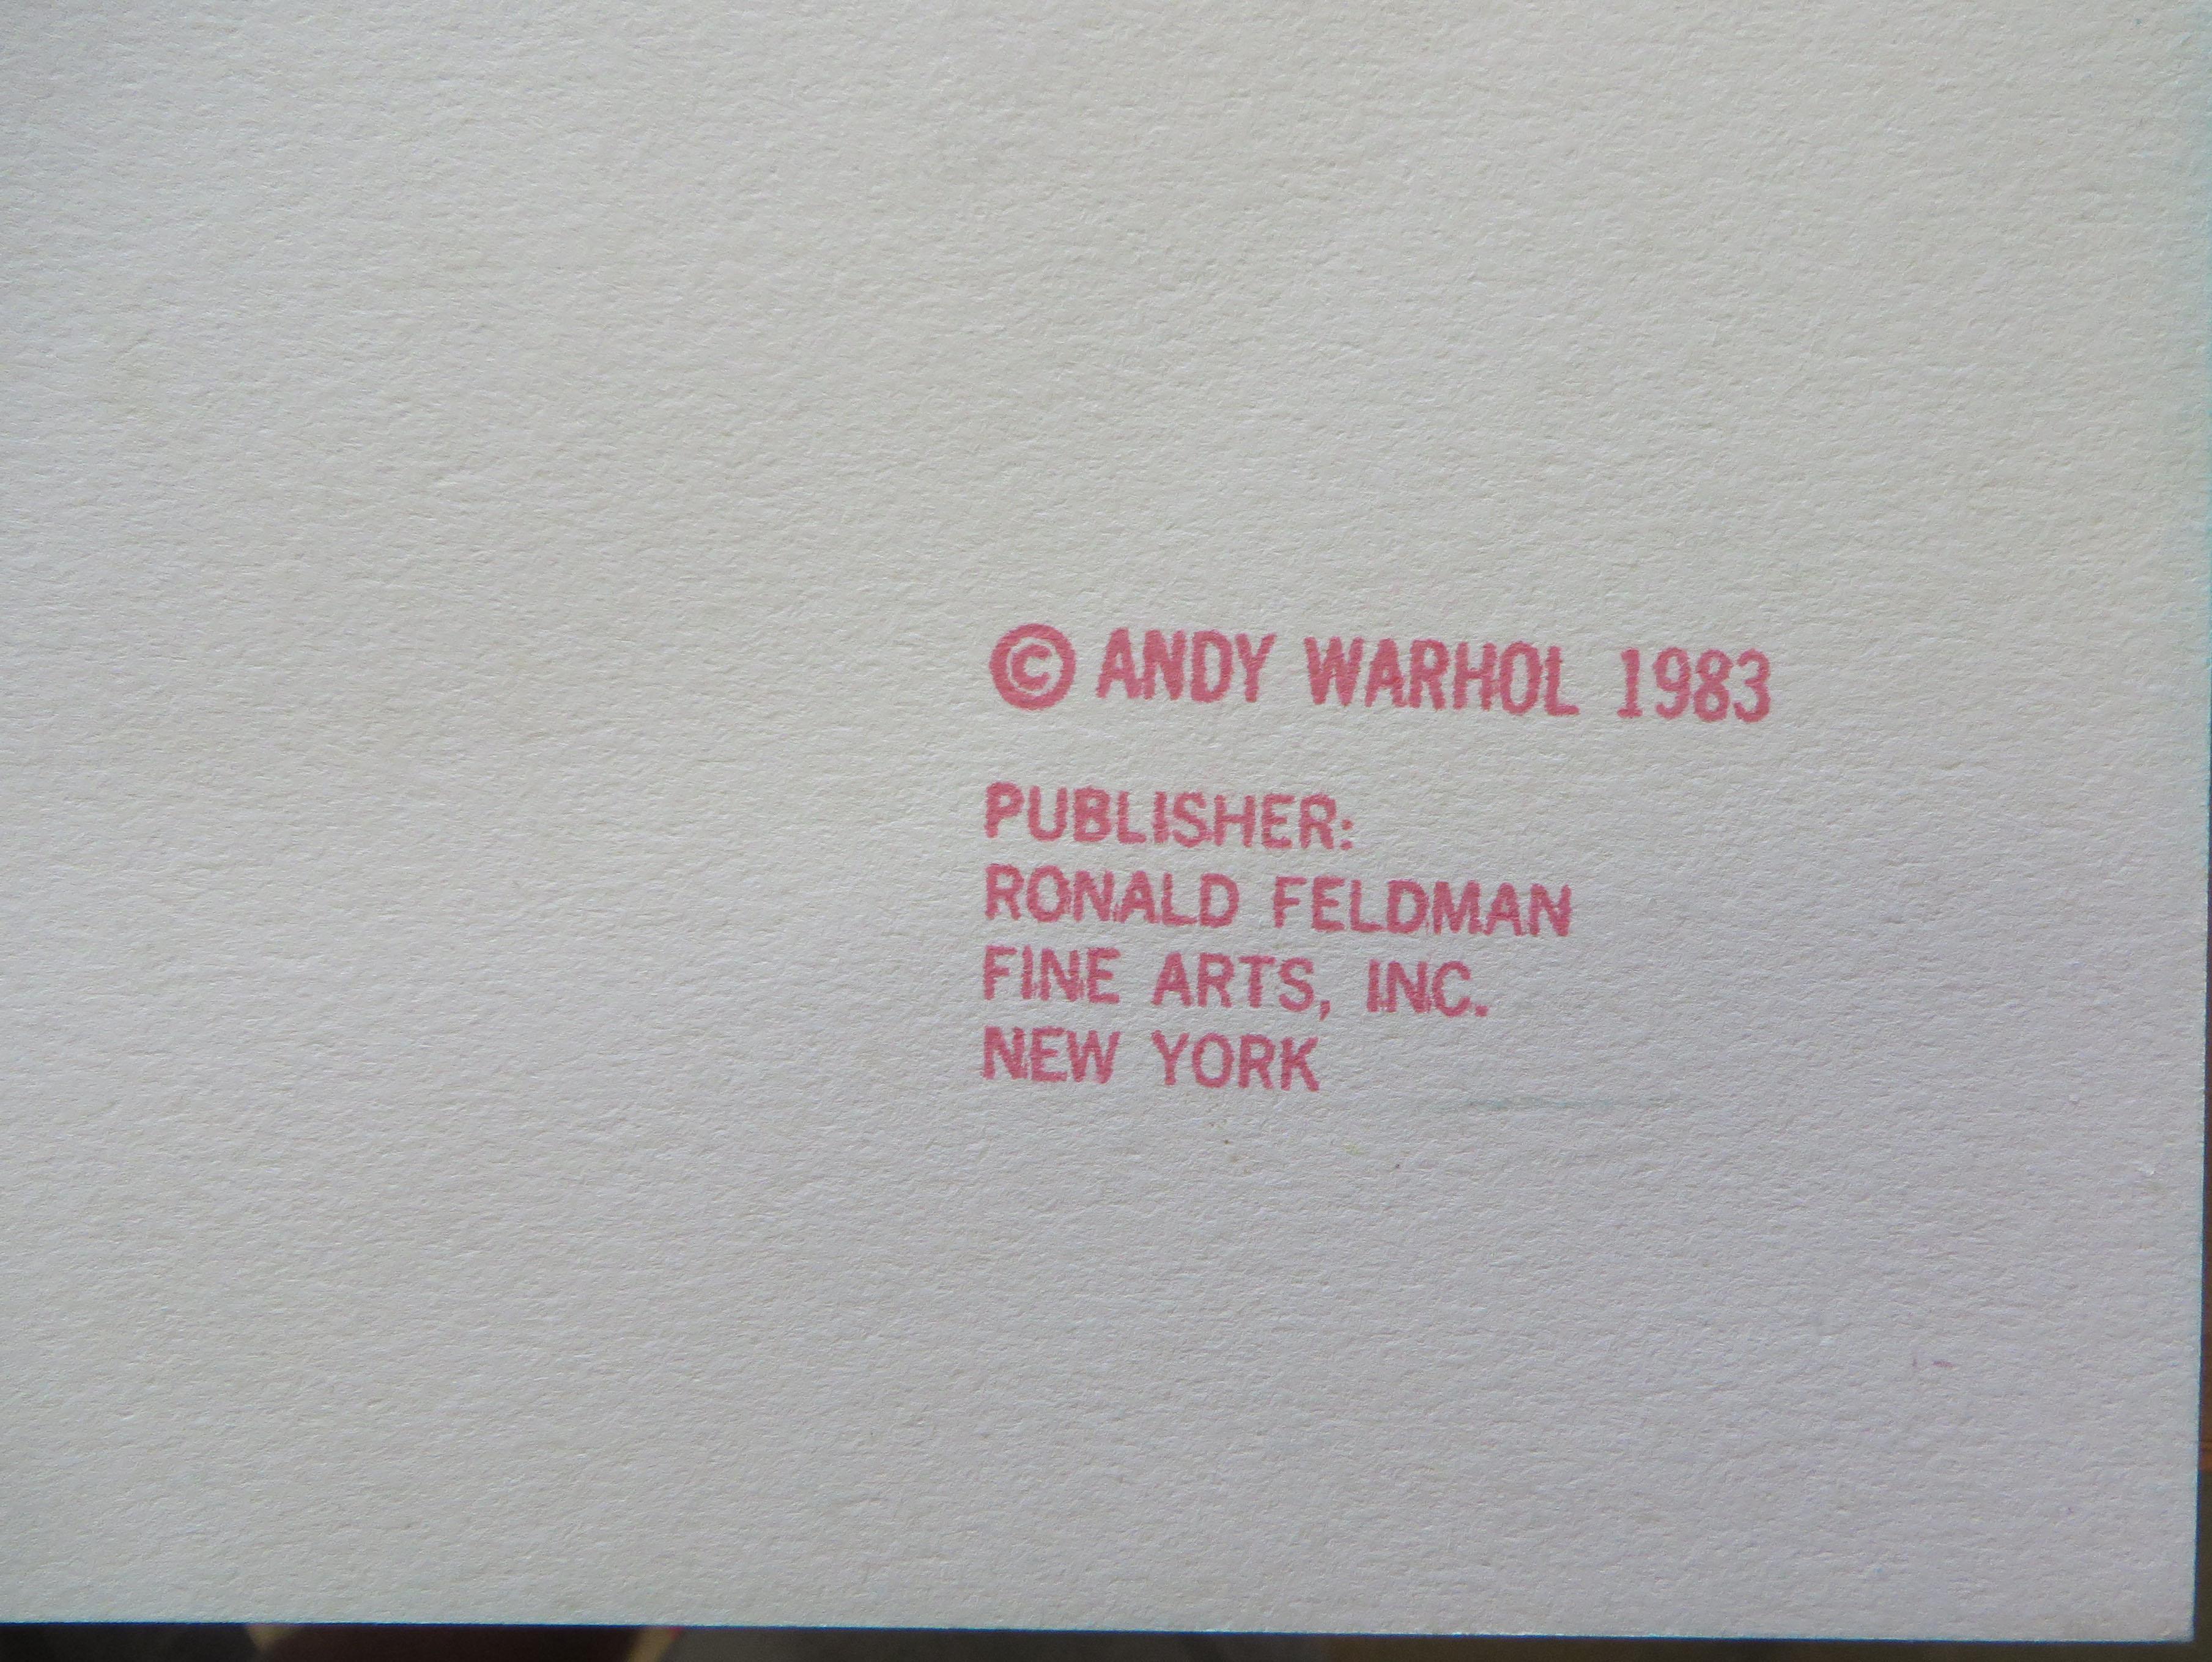 © ANDY WARHOL 1983
PUBLISHER:
RONALD FELDMAN
FINE ARTS, INC.
NEW YORK